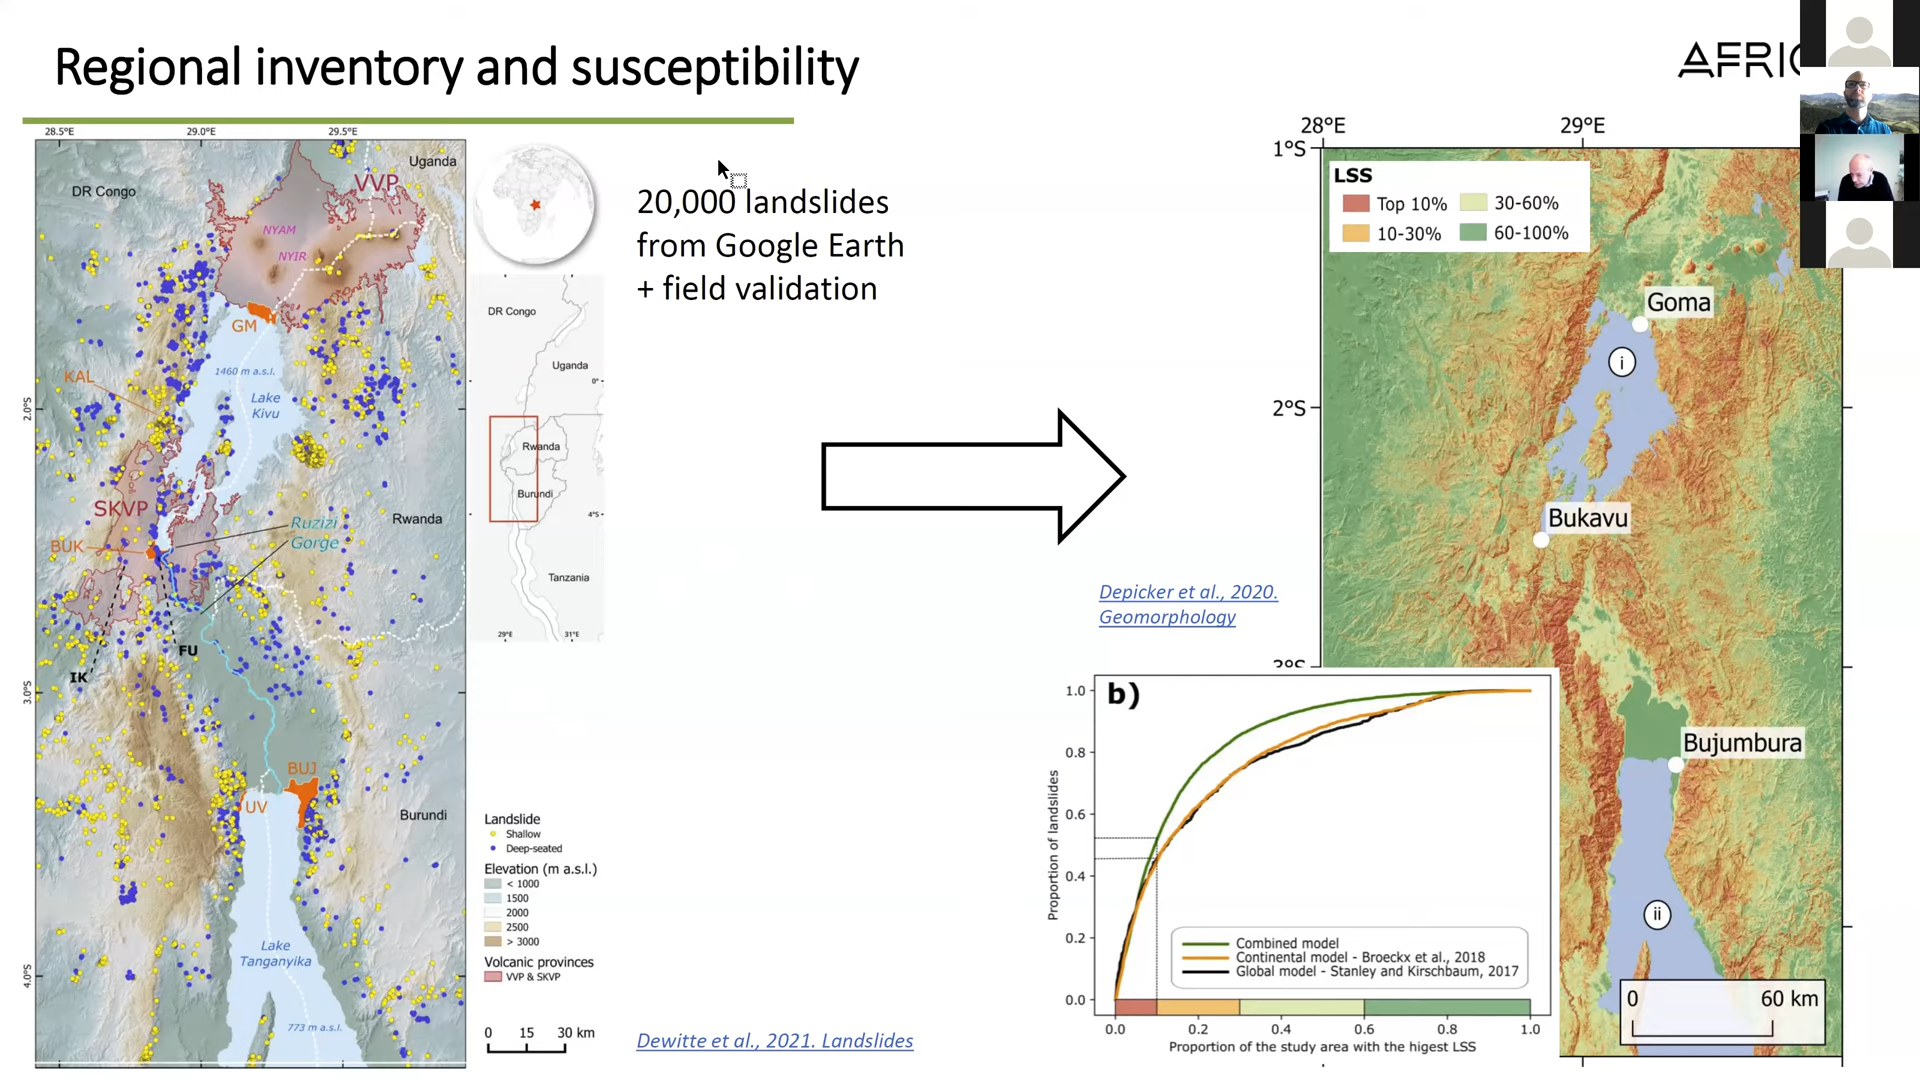 Regional inventory and susceptibility
AFRIC
28.5°E 29.0°E 29.5°E
DR Congo
Uganda
VVP
NYAM
NYIR
GM
1460 m a.s.l.
KAL
Lake
Kivu
2.0°S
SKVP
Ruzizi
Gorge
Rwanda
BUK
FU
IK
3.0°S
BUJ
UV
Burundi
Lake
Tanganyika
4.0°S
773 m a.s.l.
DR Congo
Uganda
0°
Rwanda
Burundi
4°S
Tanzania
29°E 31°E
Landslide
Shallow
Deep-seated
Elevation (m a.s.l.)
< 1000
1500
2000
2500
> 3000
Volcanic provinces
VVP & SKVP
0 15 30 km
20,000 landslides
from Google Earth
+ field validation
Dewitte et al., 2021. Landslides
Depicker et al., 2020.
Geomorphology
28°E 29°E
1°S
LSS
Top 10% 30-60%
10-30% 60-100%
Goma
i
2°S
Bukavu
Bujumbura
ii
0 60 km
b)
1.0
0.8
0.6
0.4
0.2
0.0
Proportion of landslides
Combined model
Continental model - Broeckx et al., 2018
Global model - Stanley and Kirschbaum, 2017
0.0 0.2 0.4 0.6 0.8 1.0
Proportion of the study area with the higest LSS